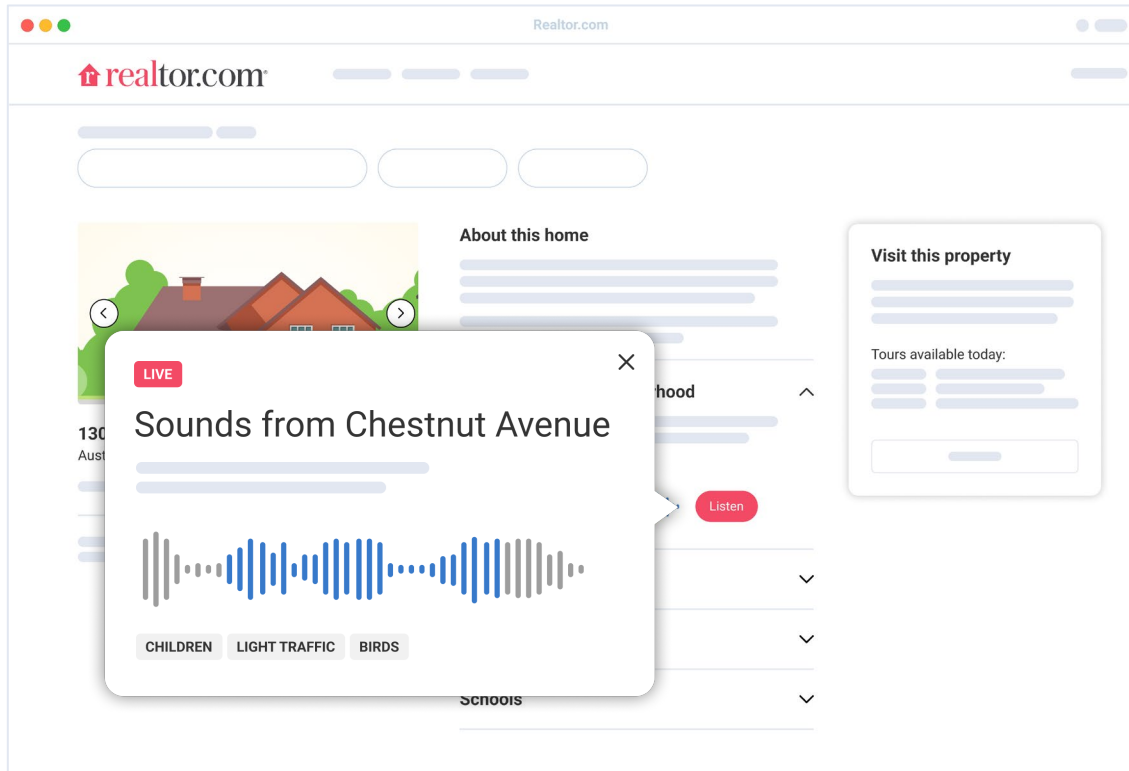 Realtor.com
realtor.com®
About this home
Visit this property
Tours available today:
LIVE
Sounds from Chestnut Avenue
130
Aust
rhood
Listen
CHILDREN LIGHT TRAFFIC BIRDS
Schools